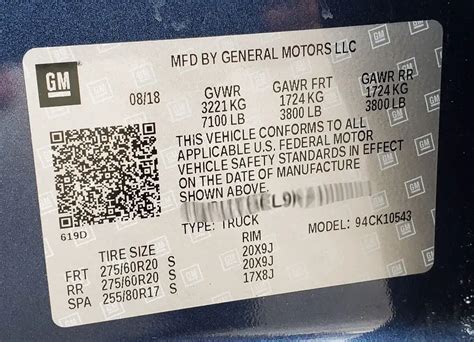 GM
MFD BY GENERAL MOTORS LLC
08/18
GVWR GAWR FRT GAWR RR
3221 KG 1724 KG 1724 KG
7100 LB 3800 LB 3800 LB
THIS VEHICLE CONFORMS TO ALL
APPLICABLE U.S. FEDERAL MOTOR
VEHICLE SAFETY STANDARDS IN EFFECT
ON THE DATE OF MANUFACTURE
SHOWN ABOVE.
619D
TYPE: TRUCK MODEL: 94CK10543
TIRE SIZE RIM
FRT 275/60R20 S 20X9J
RR 275/60R20 S 20X9J
SPA 255/80R17 S 17X8J